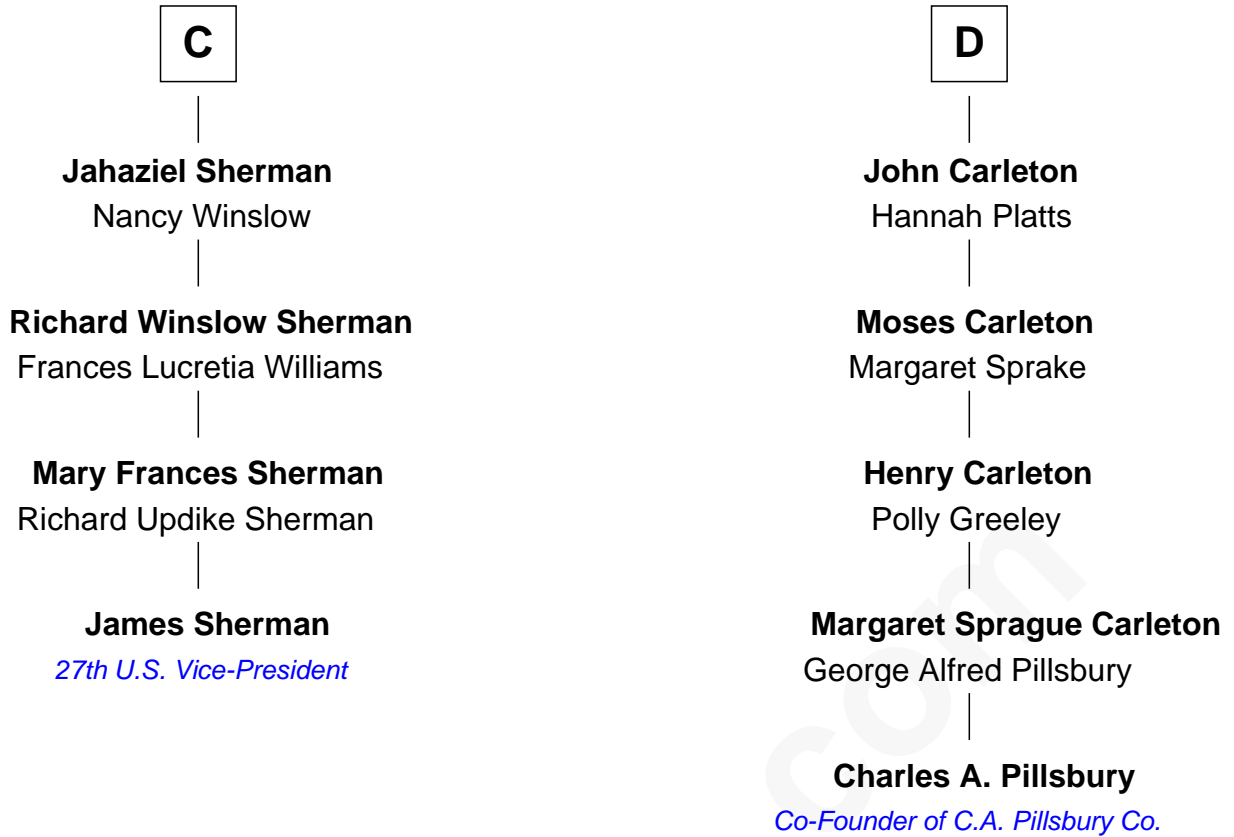 C
Jahaziel Sherman
Nancy Winslow
Richard Winslow Sherman
Frances Lucretia Williams
Mary Frances Sherman
Richard Updike Sherman
James Sherman
27th U.S. Vice-President
D
John Carleton
Hannah Platts
Moses Carleton
Margaret Sprake
Henry Carleton
Polly Greeley
Margaret Sprague Carleton
George Alfred Pillsbury
Charles A. Pillsbury
Co-Founder of C.A. Pillsbury Co.
com